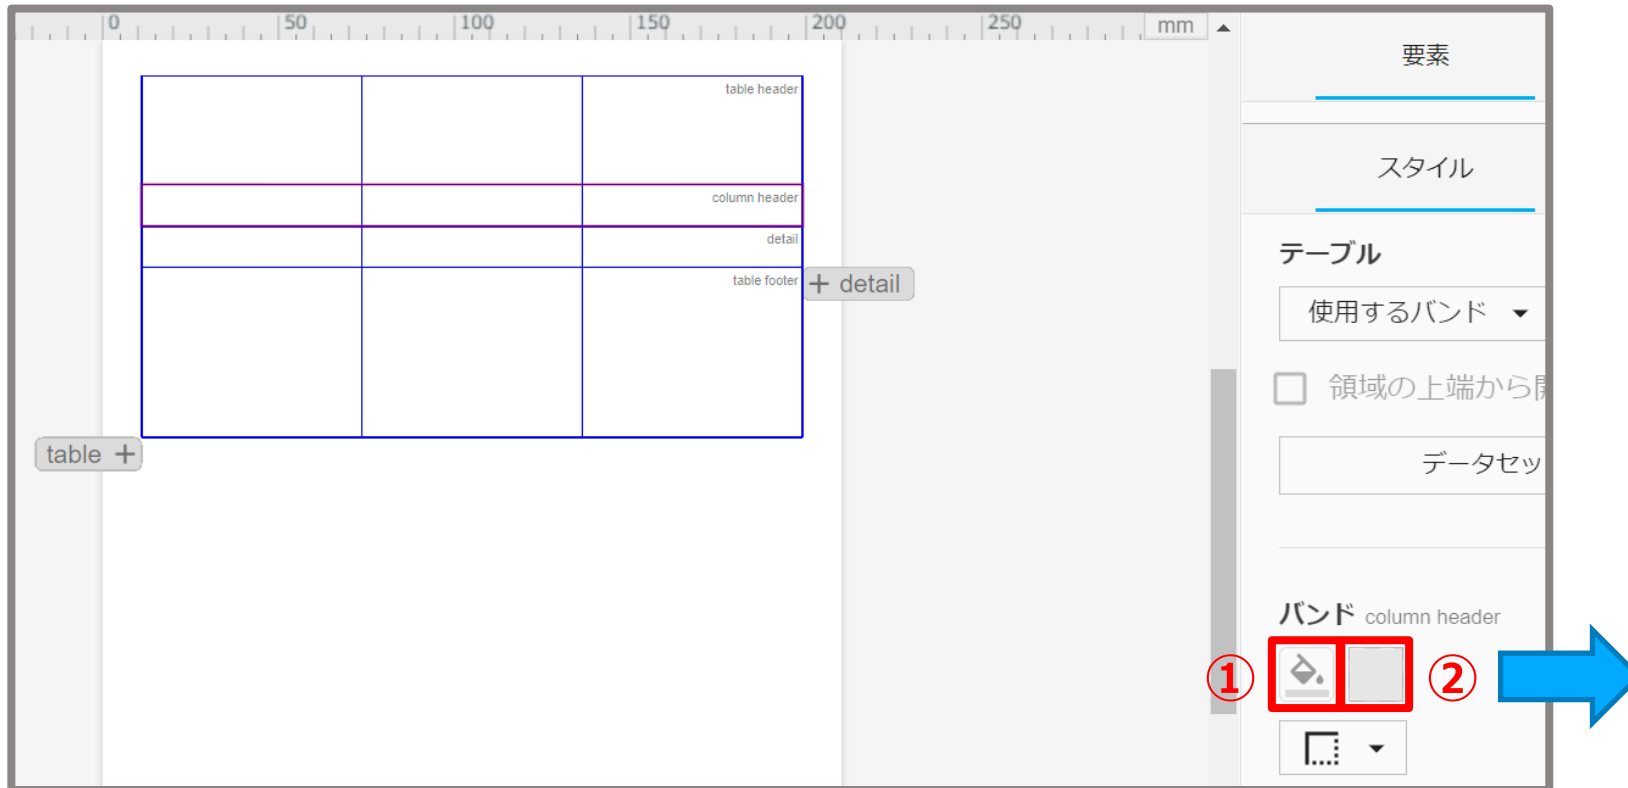 0 50 100 150 200 250 mm
要素
table header
スタイル
column header
detail
テーブル
table footer
+ detail
使用するバンド
領域の上端から
table +
データセッ
バンド column header
① ②